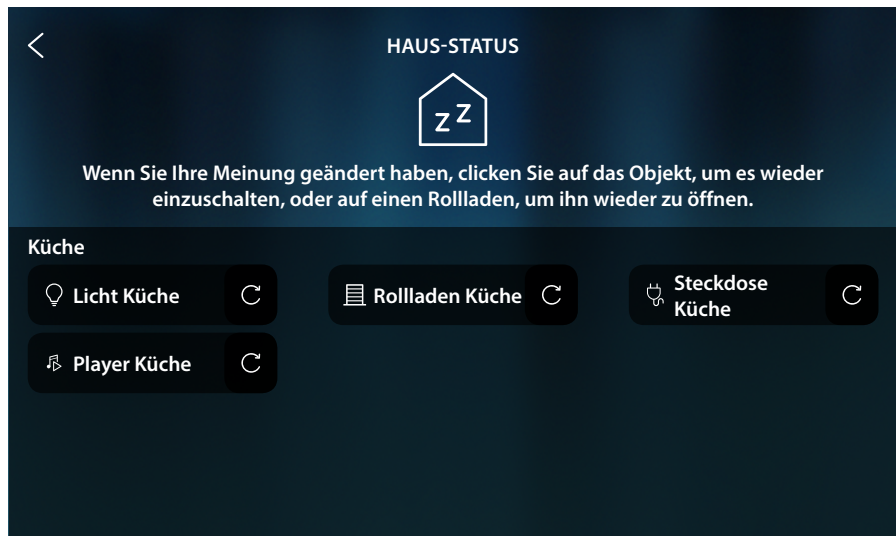 HAUS-STATUS
z Z
Wenn Sie Ihre Meinung geändert haben, clicken Sie auf das Objekt, um es wieder
einzuschalten, oder auf einen Rollladen, um ihn wieder zu öffnen.
Küche
Licht Küche
Rollladen Küche
Steckdose
Küche
Player Küche